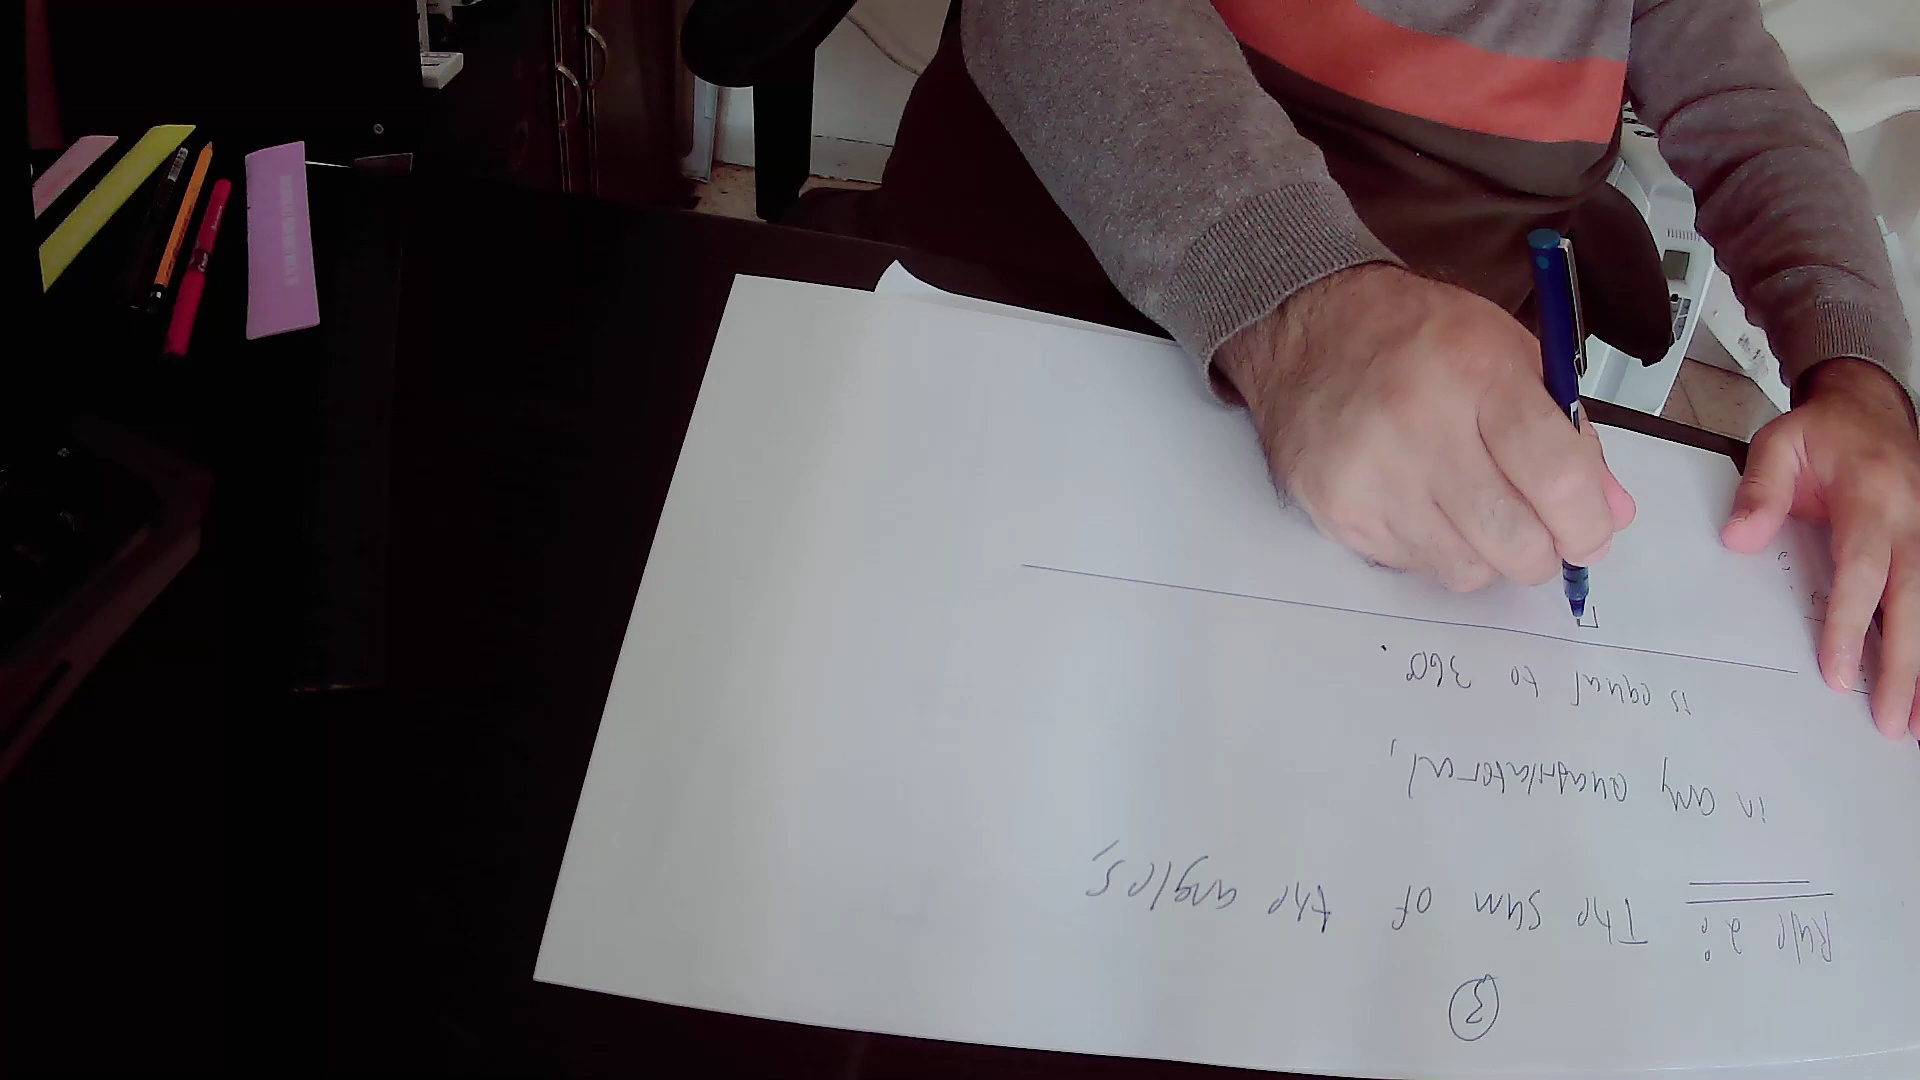 3
Rule 2: The sum of the angles,
in any quadrilateral,
is equal to 360°.